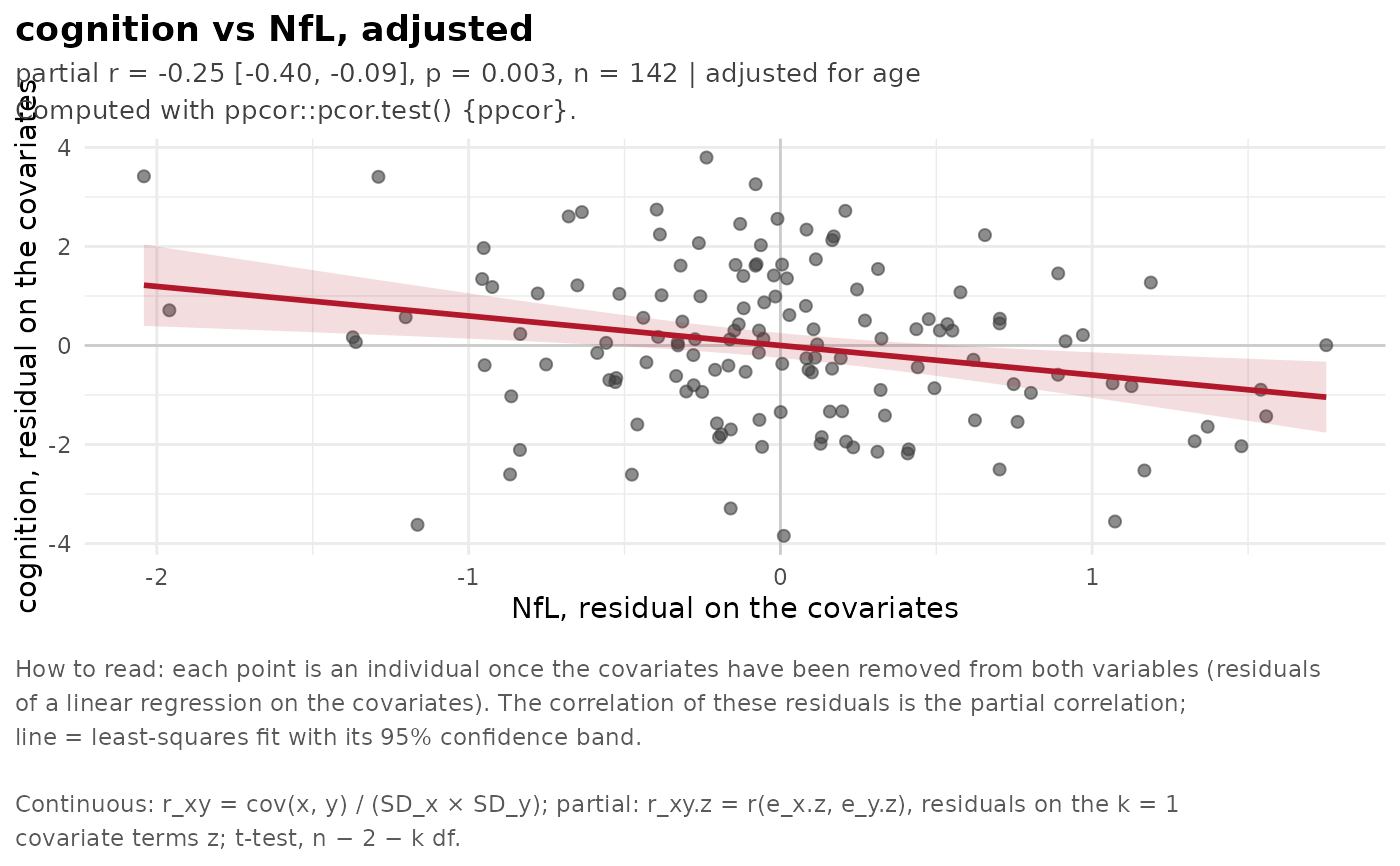 cognition vs NfL, adjusted
partial r = -0.25 [-0.40, -0.09], p = 0.003, n = 142 | adjusted for age
Computed with ppcor::pcor.test() {ppcor}.
cognition, residual on the covariates
4
2
0
-2
-4
-2
-1
0
1
NfL, residual on the covariates
How to read: each point is an individual once the covariates have been removed from both variables (residuals
of a linear regression on the covariates). The correlation of these residuals is the partial correlation;
line = least-squares fit with its 95% confidence band.
Continuous: r_xy = cov(x, y) / (SD_x × SD_y); partial: r_xy.z = r(e_x.z, e_y.z), residuals on the k = 1
covariate terms z; t-test, n − 2 − k df.